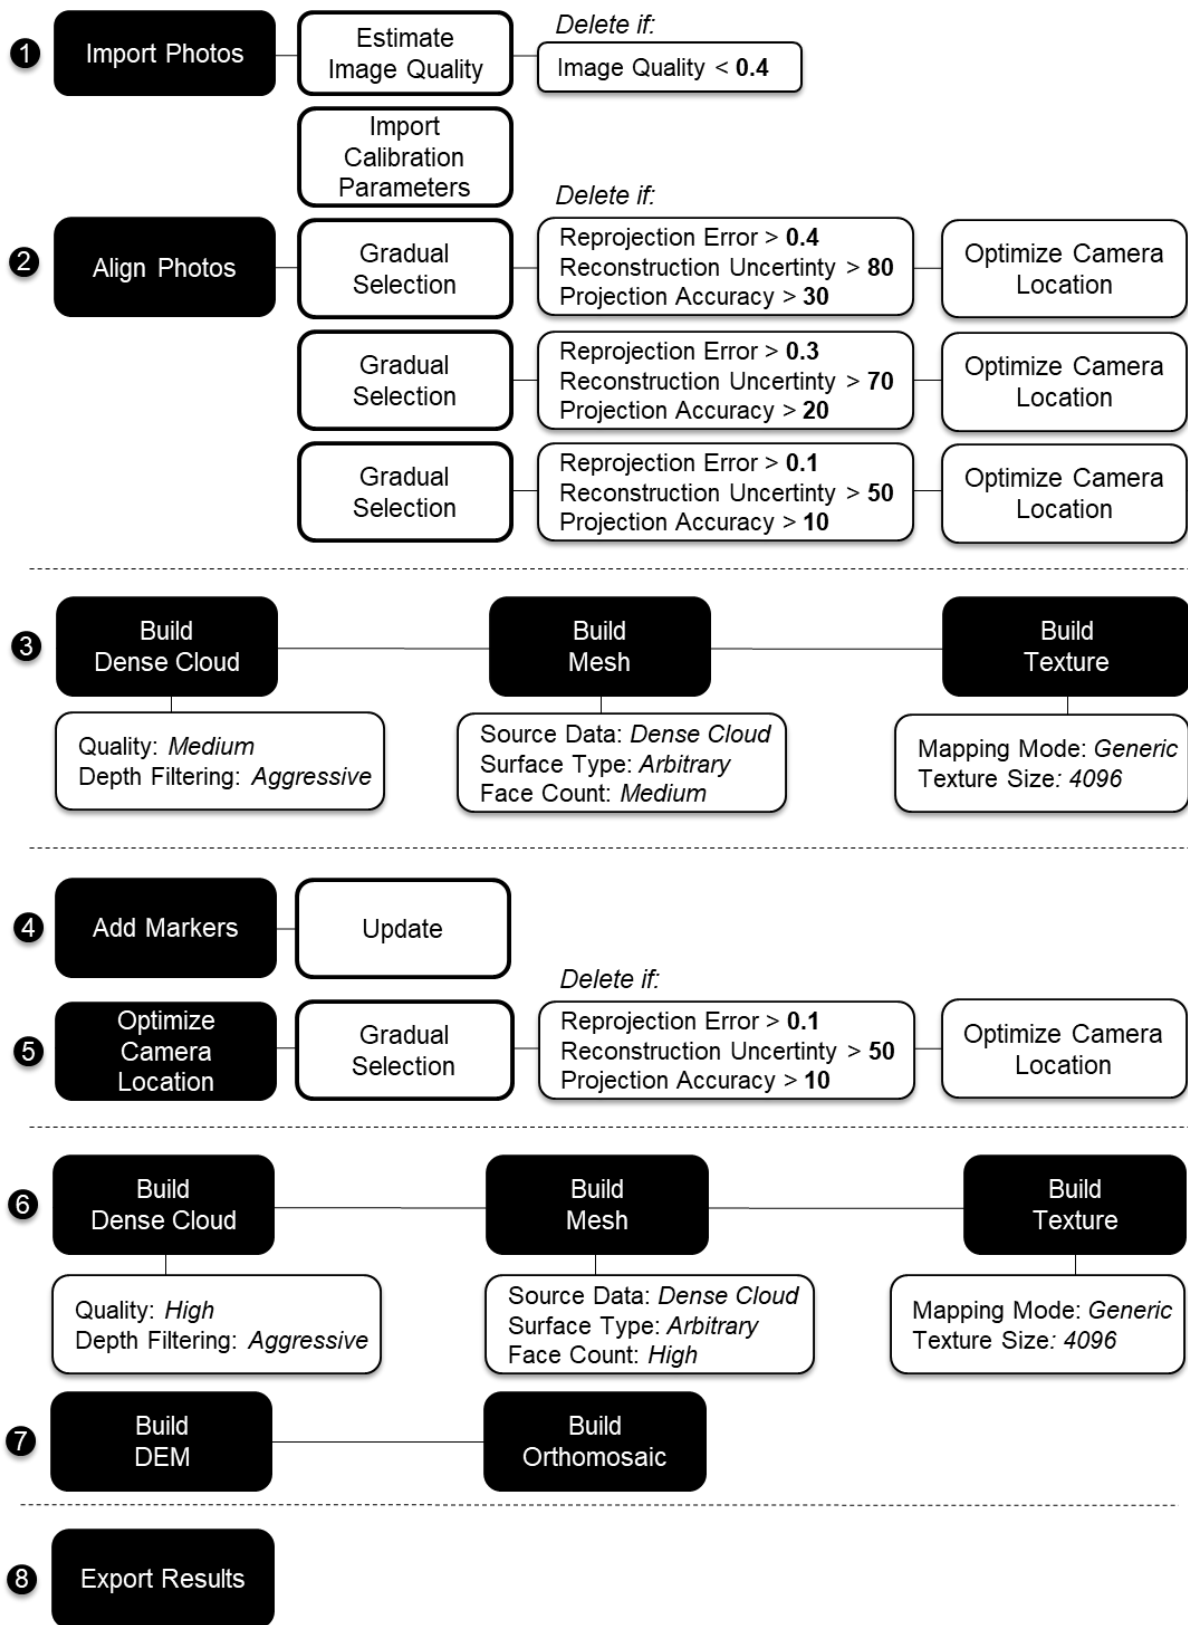 Delete if:
1
Import Photos
Estimate
Image Quality
Image Quality < 0.4
Import
Calibration
Parameters
Delete if:
2
Align Photos
Gradual
Selection
Reprojection Error > 0.4
Reconstruction Uncertinty > 80
Projection Accuracy > 30
Optimize Camera
Location
Gradual
Selection
Reprojection Error > 0.3
Reconstruction Uncertinty > 70
Projection Accuracy > 20
Optimize Camera
Location
Gradual
Selection
Reprojection Error > 0.1
Reconstruction Uncertinty > 50
Projection Accuracy > 10
Optimize Camera
Location
3
Build
Dense Cloud
Build
Mesh
Build
Texture
Quality: Medium
Depth Filtering: Aggressive
Source Data: Dense Cloud
Surface Type: Arbitrary
Face Count: Medium
Mapping Mode: Generic
Texture Size: 4096
4
Add Markers
Update
Delete if:
5
Optimize
Camera
Location
Gradual
Selection
Reprojection Error > 0.1
Reconstruction Uncertinty > 50
Projection Accuracy > 10
Optimize Camera
Location
6
Build
Dense Cloud
Build
Mesh
Build
Texture
Quality: High
Depth Filtering: Aggressive
Source Data: Dense Cloud
Surface Type: Arbitrary
Face Count: High
Mapping Mode: Generic
Texture Size: 4096
7
Build
DEM
Build
Orthomosaic
8
Export Results